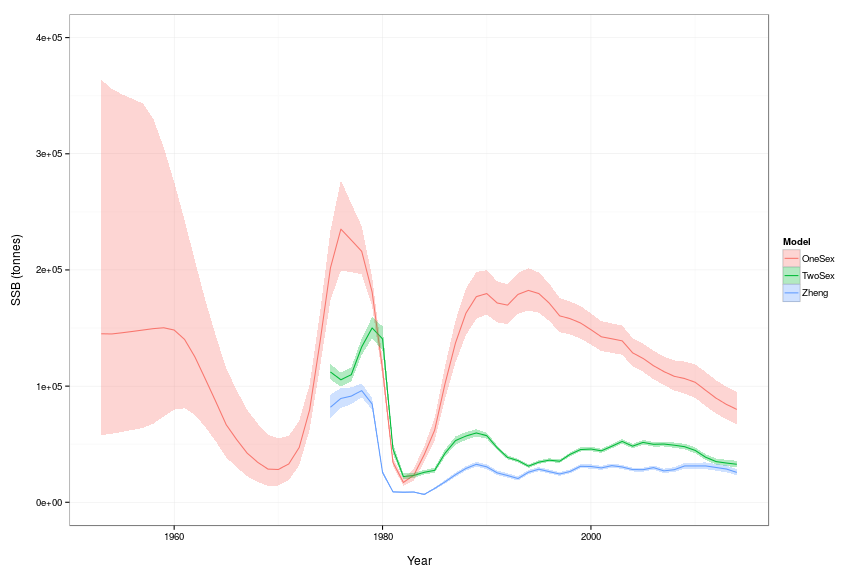 4e+05
3e+05
2e+05
1e+05
0e+00
SSB (tonnes)
1960
1980
2000
Year
Model
OneSex
TwoSex
Zheng